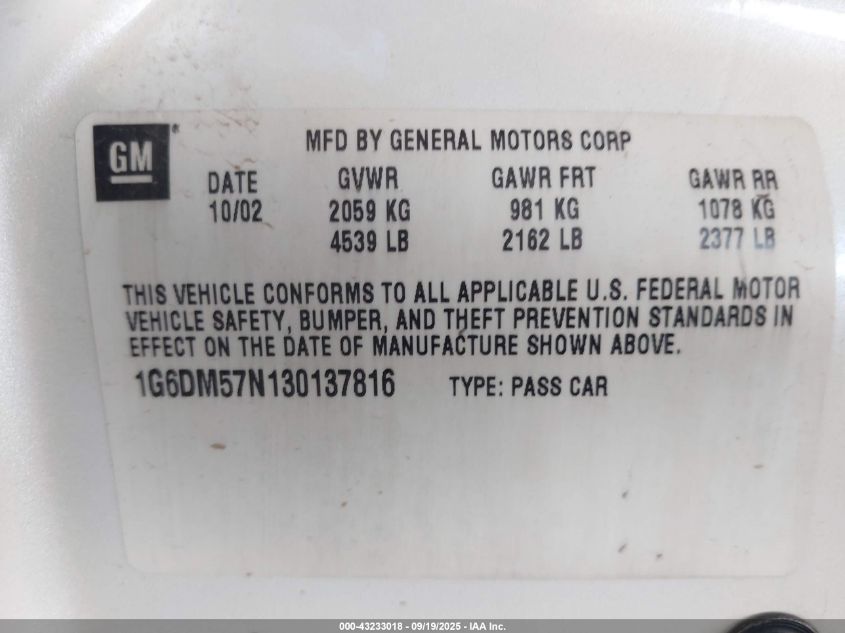 GM
MFD BY GENERAL MOTORS CORP
DATE GVWR GAWR FRT GAWR RR
10/02 2059 KG 981 KG 1078 KG
4539 LB 2162 LB 2377 LB
THIS VEHICLE CONFORMS TO ALL APPLICABLE U.S. FEDERAL MOTOR
VEHICLE SAFETY, BUMPER, AND THEFT PREVENTION STANDARDS IN
EFFECT ON THE DATE OF MANUFACTURE SHOWN ABOVE.
1G6DM57N130137816 TYPE: PASS CAR
000-43233018 - 09/19/2025 - IAA Inc.